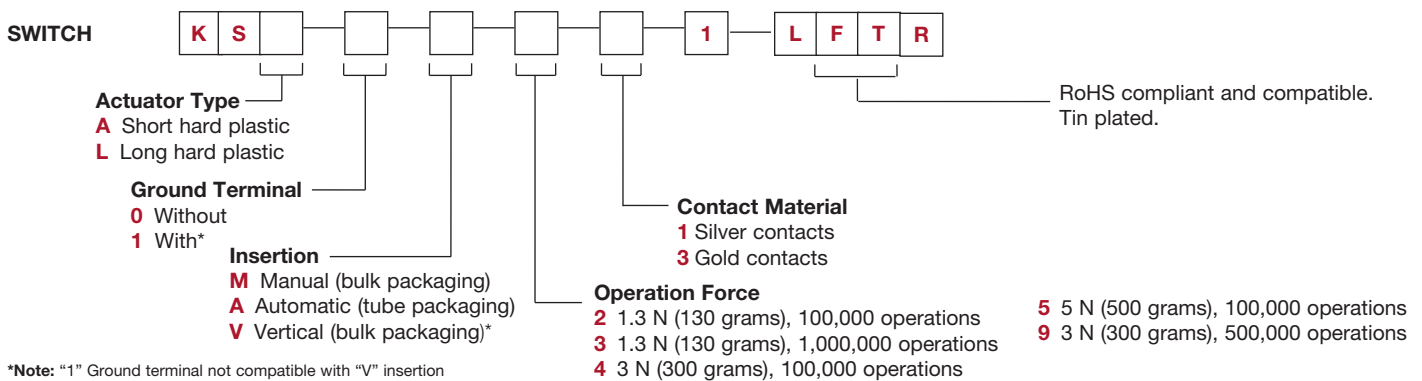 SWITCH K S 1 L F T R
Actuator Type
A Short hard plastic
L Long hard plastic
RoHS compliant and compatible.
Tin plated.
Ground Terminal
0 Without
1 With*
Insertion
M Manual (bulk packaging)
A Automatic (tube packaging)
V Vertical (bulk packaging)*
Contact Material
1 Silver contacts
3 Gold contacts
Operation Force
2 1.3 N (130 grams), 100,000 operations
3 1.3 N (130 grams), 1,000,000 operations
4 3 N (300 grams), 100,000 operations
5 5 N (500 grams), 100,000 operations
9 3 N (300 grams), 500,000 operations
*Note: “1” Ground terminal not compatible with “V” insertion